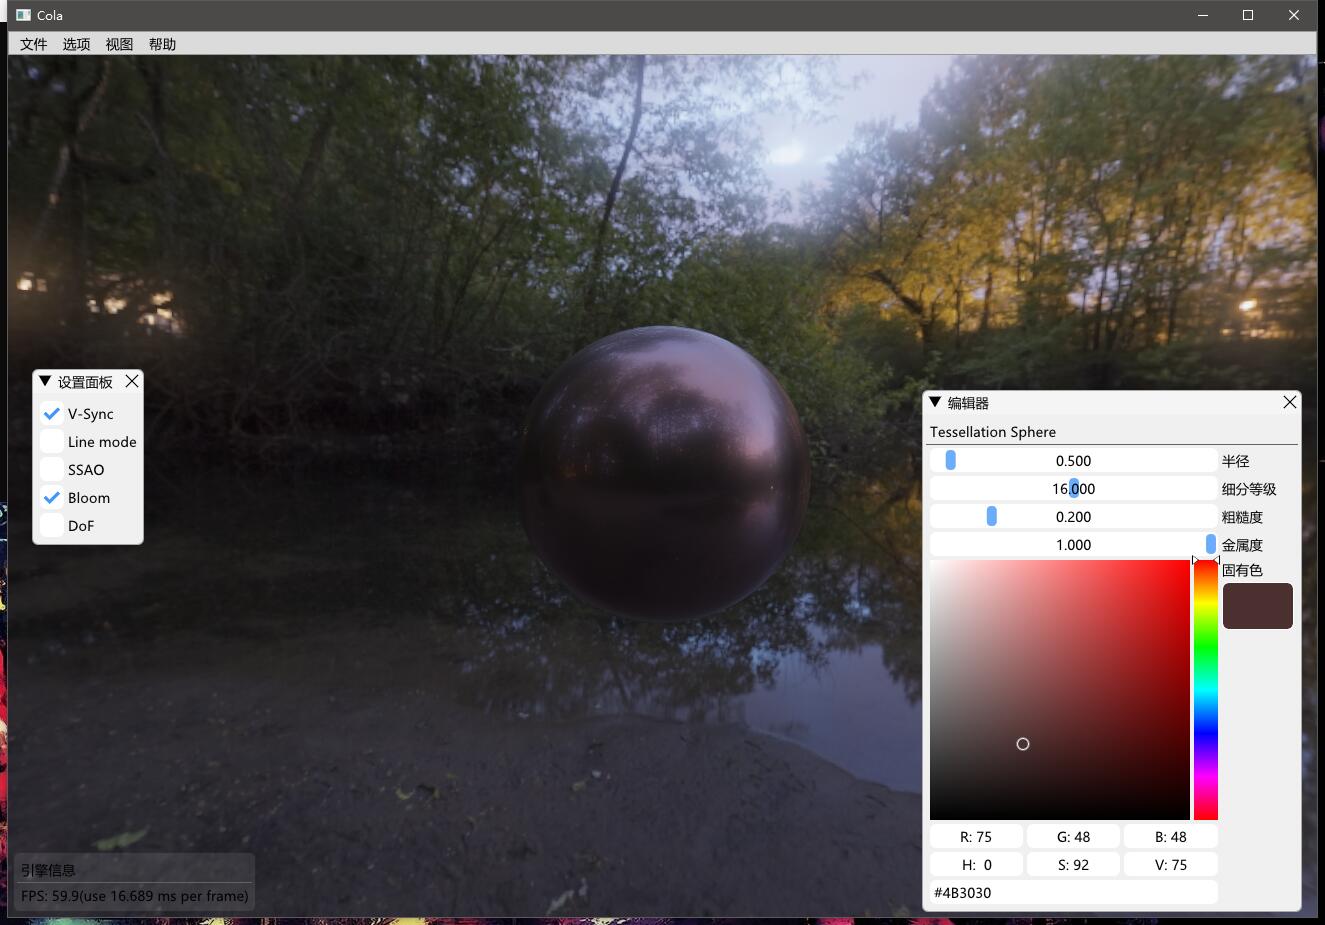 Cola
文件 选项 视图 帮助
设置面板
V-Sync
Line mode
SSAO
Bloom
DoF
编辑器
Tessellation Sphere
0.500 半径
16.000 细分等级
0.200 粗糙度
1.000 金属度
固有色
R: 75 G: 48 B: 48
H: 0 S: 92 V: 75
#4B3030
引擎信息
FPS: 59.9(use 16.689 ms per frame)